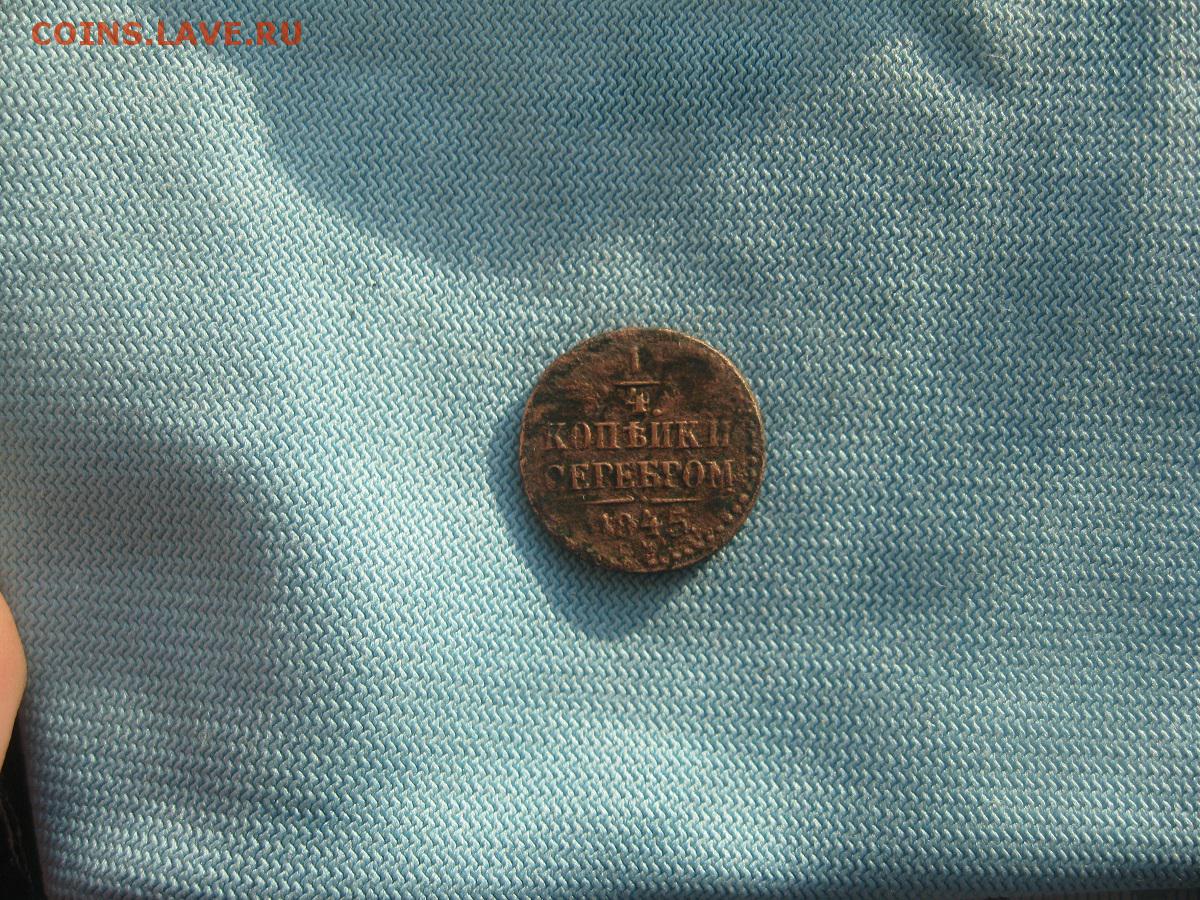 COINS.LAVE.RU
1
4
КОПѢЙКИ
СЕРЕБРОМ
1845